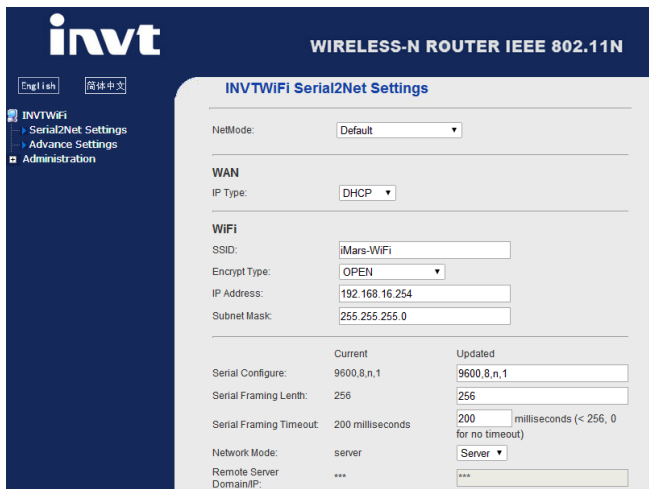 invt
WIRELESS-N ROUTER IEEE 802.11N
English 简体中文
INVTWiFi
Serial2Net Settings
Advance Settings
Administration
INVTWiFi Serial2Net Settings
NetMode: Default
WAN
IP Type: DHCP
WiFi
SSID: iMars-WiFi
Encrypt Type: OPEN
IP Address: 192.168.16.254
Subnet Mask: 255.255.255.0
Current Updated
Serial Configure: 9600,8,n,1 9600,8,n,1
Serial Framing Lenth: 256 256
Serial Framing Timeout: 200 milliseconds 200 milliseconds (< 256, 0
for no timeout)
Network Mode: server Server
Remote Server
Domain/IP: *** ***